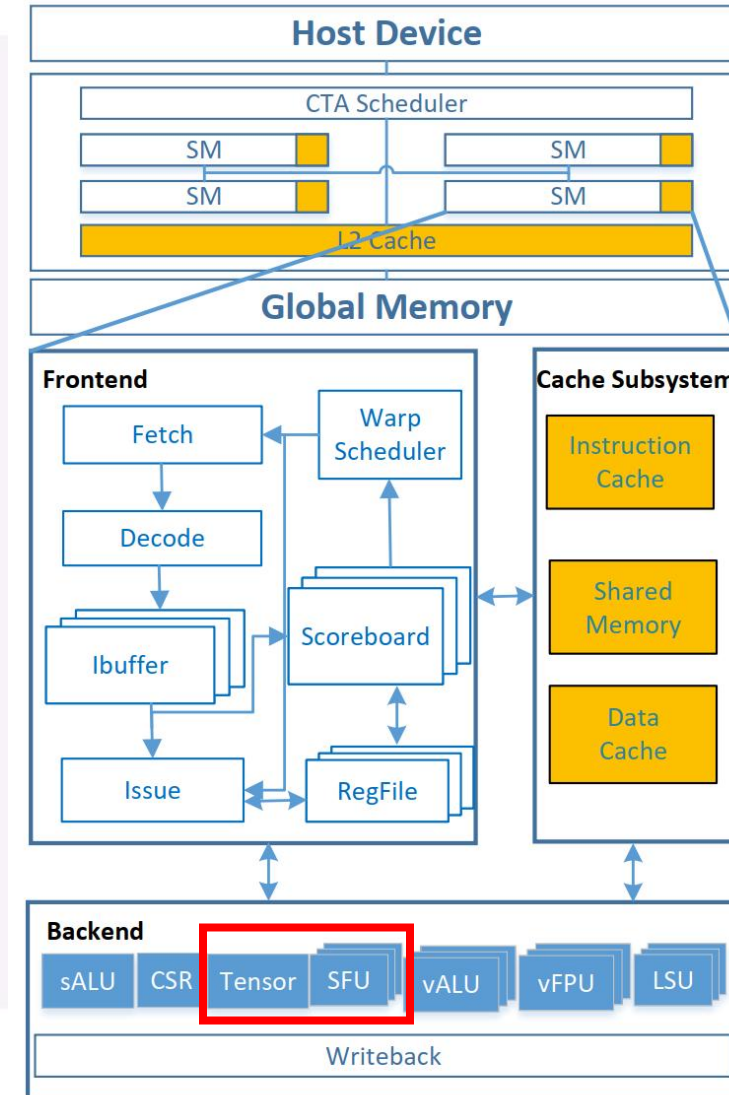 Host Device
CTA Scheduler
SM
SM
SM
SM
L2 Cache
Global Memory
Frontend
Fetch
Warp
Scheduler
Decode
Ibuffer
Scoreboard
Issue
RegFile
Cache Subsystem
Instruction
Cache
Shared
Memory
Data
Cache
Backend
sALU
CSR
Tensor
SFU
vALU
vFPU
LSU
Writeback